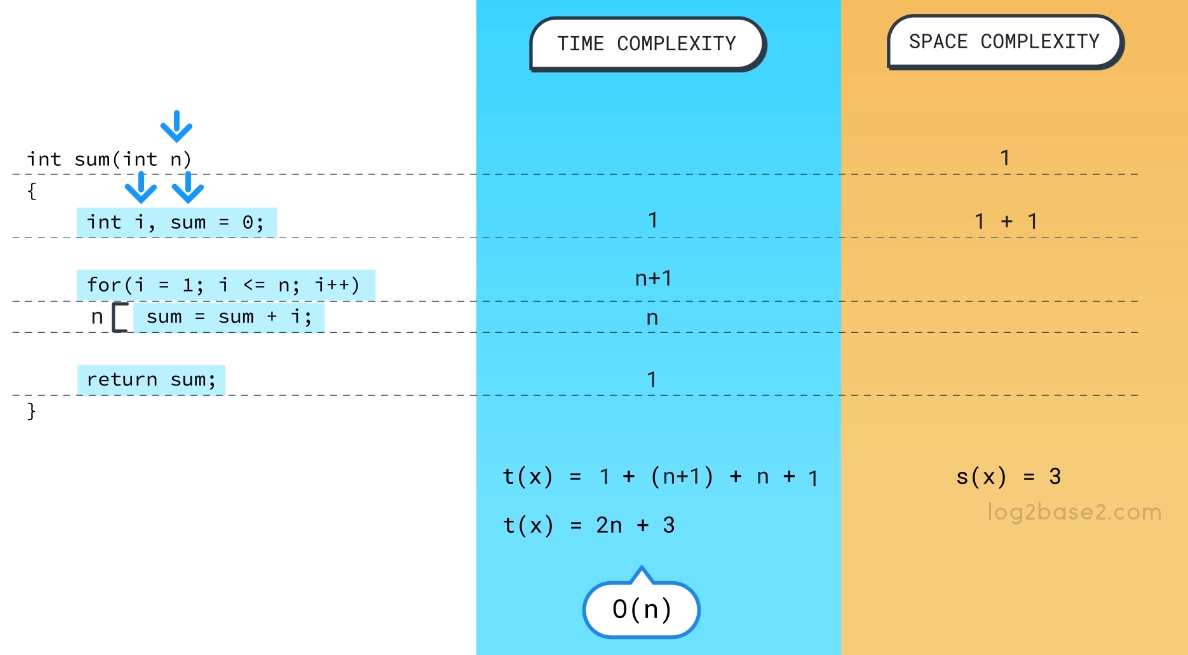 TIME COMPLEXITY
SPACE COMPLEXITY
int sum(int n)
1
{
int i, sum = 0;
1
1 + 1
for(i = 1; i <= n; i++)
n+1
n
sum = sum + i;
n
return sum;
1
}
t(x) = 1 + (n+1) + n + 1
s(x) = 3
log2base2.com
t(x) = 2n + 3
O(n)